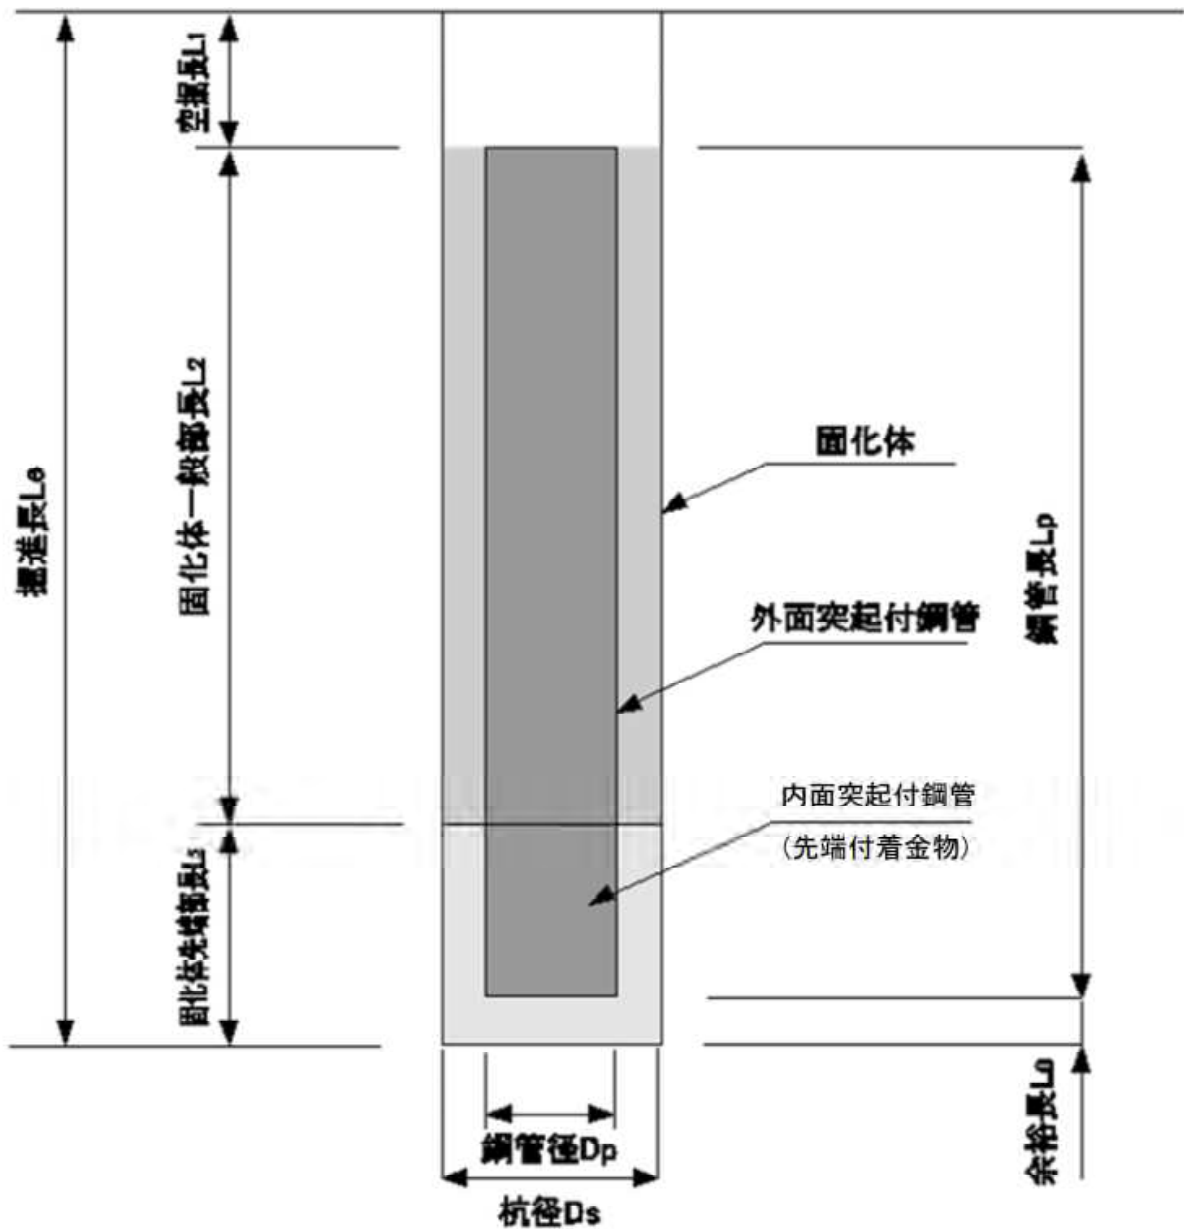 空掘長L1
固化体一般部長L2
掘進長Le
固化体
鋼管長Lp
外面突起付鋼管
内面突起付鋼管
(先端付着金物)
固化体先端部長L3
余裕長La
鋼管径Dp
杭径Ds